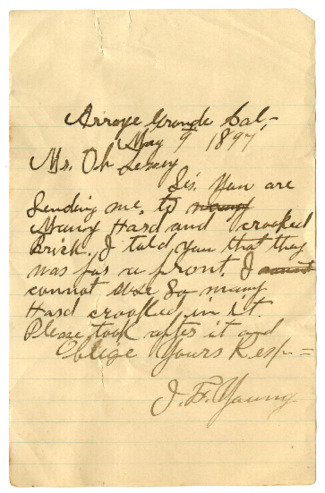 Arroyo Grande Cal-
May 9 1897
Mr. Oh Louy
Sir. You are
Sending me, to many
Many Hard and crooked
Brick. I told you that they
was for a front. I
cannot use So many
Hard crooked in it.
Please look after it and
Oblige Yours Resp-
J. F. Young